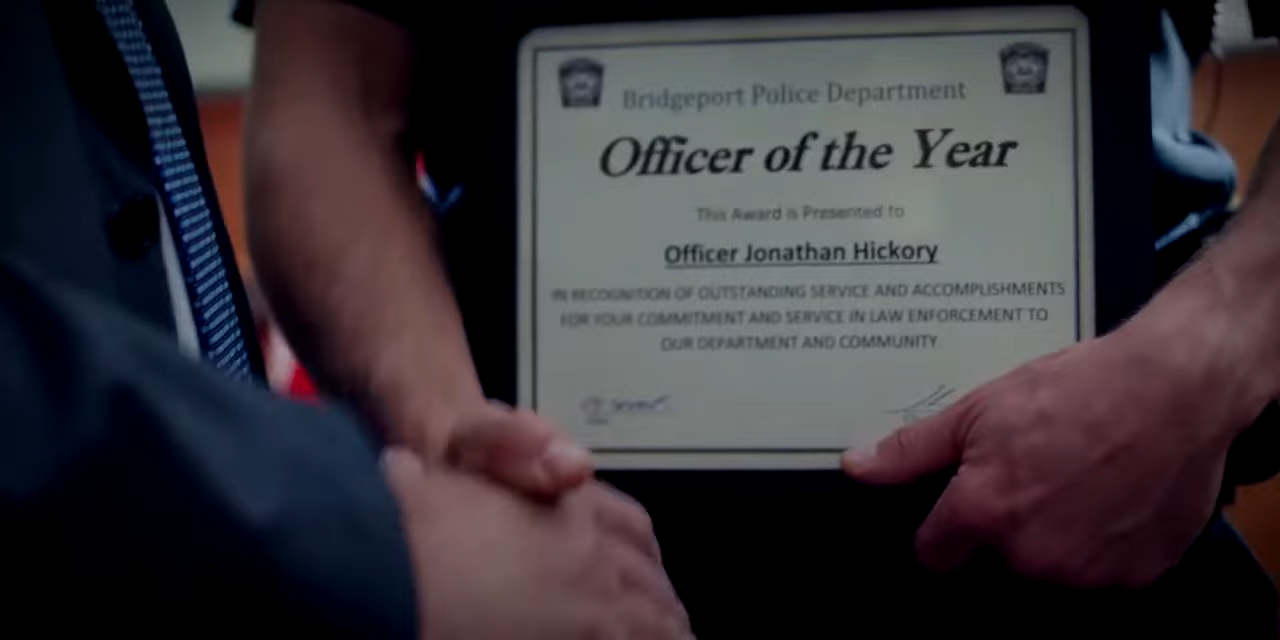 Bridgeport Police Department
Officer of the Year
This Award is Presented to
Officer Jonathan Hickory
IN RECOGNITION OF OUTSTANDING SERVICE AND ACCOMPLISHMENTS
FOR YOUR COMMITMENT AND SERVICE IN LAW ENFORCEMENT TO
OUR DEPARTMENT AND COMMUNITY.